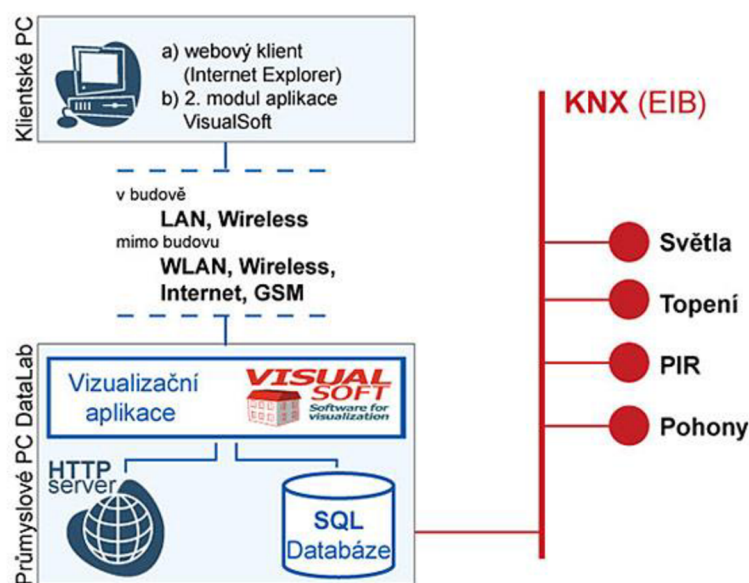 Klientské PC
a) webový klient
(Internet Explorer)
b) 2. modul aplikace
VisualSoft
v budově
LAN, Wireless
mimo budovu
WLAN, Wireless,
Internet, GSM
Průmyslové PC DataLab
Vizualizační
aplikace
VISUAL
SOFT
Software for
visualization
HTTP
server
SQL
Databáze
KNX (EIB)
Světla
Topení
PIR
Pohony